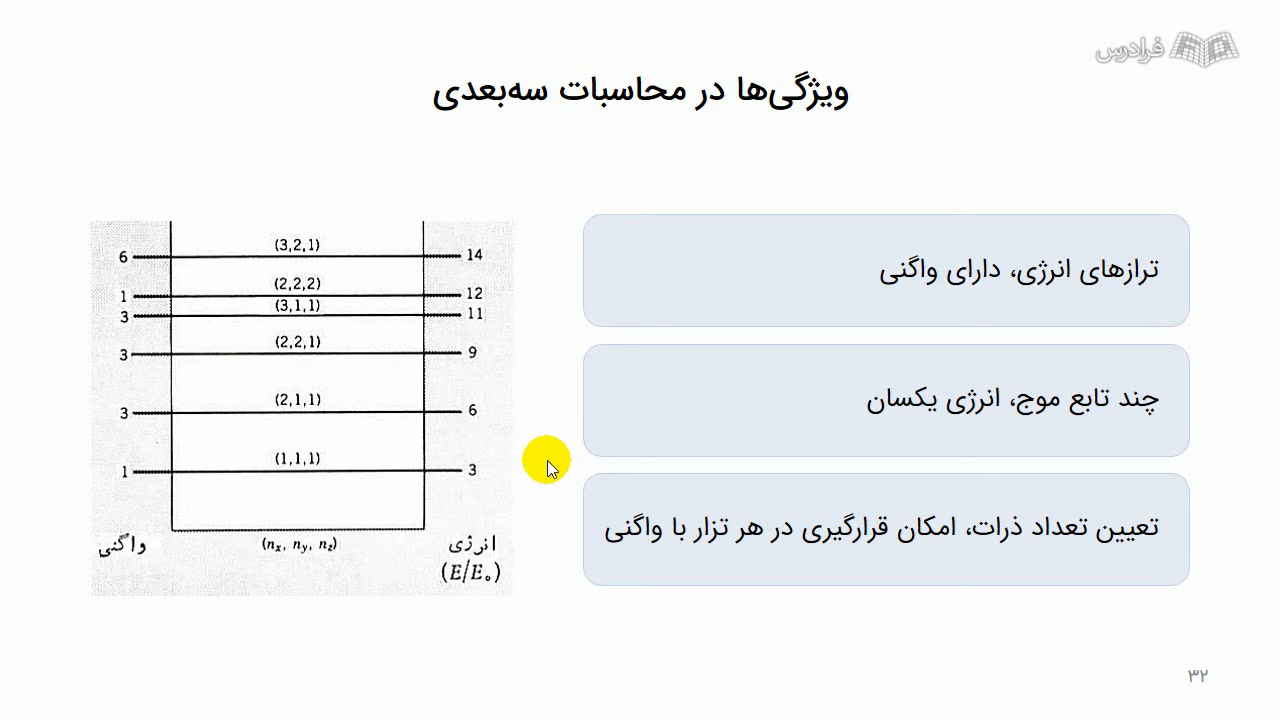 فرادرس
ویژگی‌ها در محاسبات سه‌بعدی
ترازهای انرژی، دارای واگنی
چند تابع موج، انرژی یکسان
تعیین تعداد ذرات، امکان قرارگیری در هر تزار با واگنی
6 (3,2,1) 14
1 (2,2,2) 12
3 (3,1,1) 11
3 (2,2,1) 9
3 (2,1,1) 6
1 (1,1,1) 3
واگنی (nx, ny, nz) انرژی
(E/E₀)
۳۲